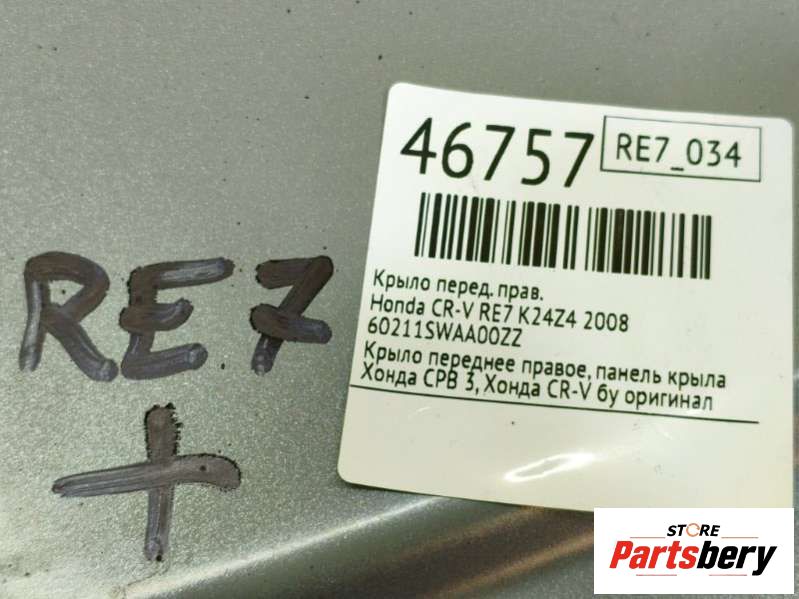 46757
RE7_034
Крыло перед. прав.
Honda CR-V RE7 K24Z4 2008
60211SWAA00ZZ
Крыло переднее правое, панель крыла
Хонда СРВ 3, Хонда CR-V бу оригинал
RE7
+
STORE
Partsbery